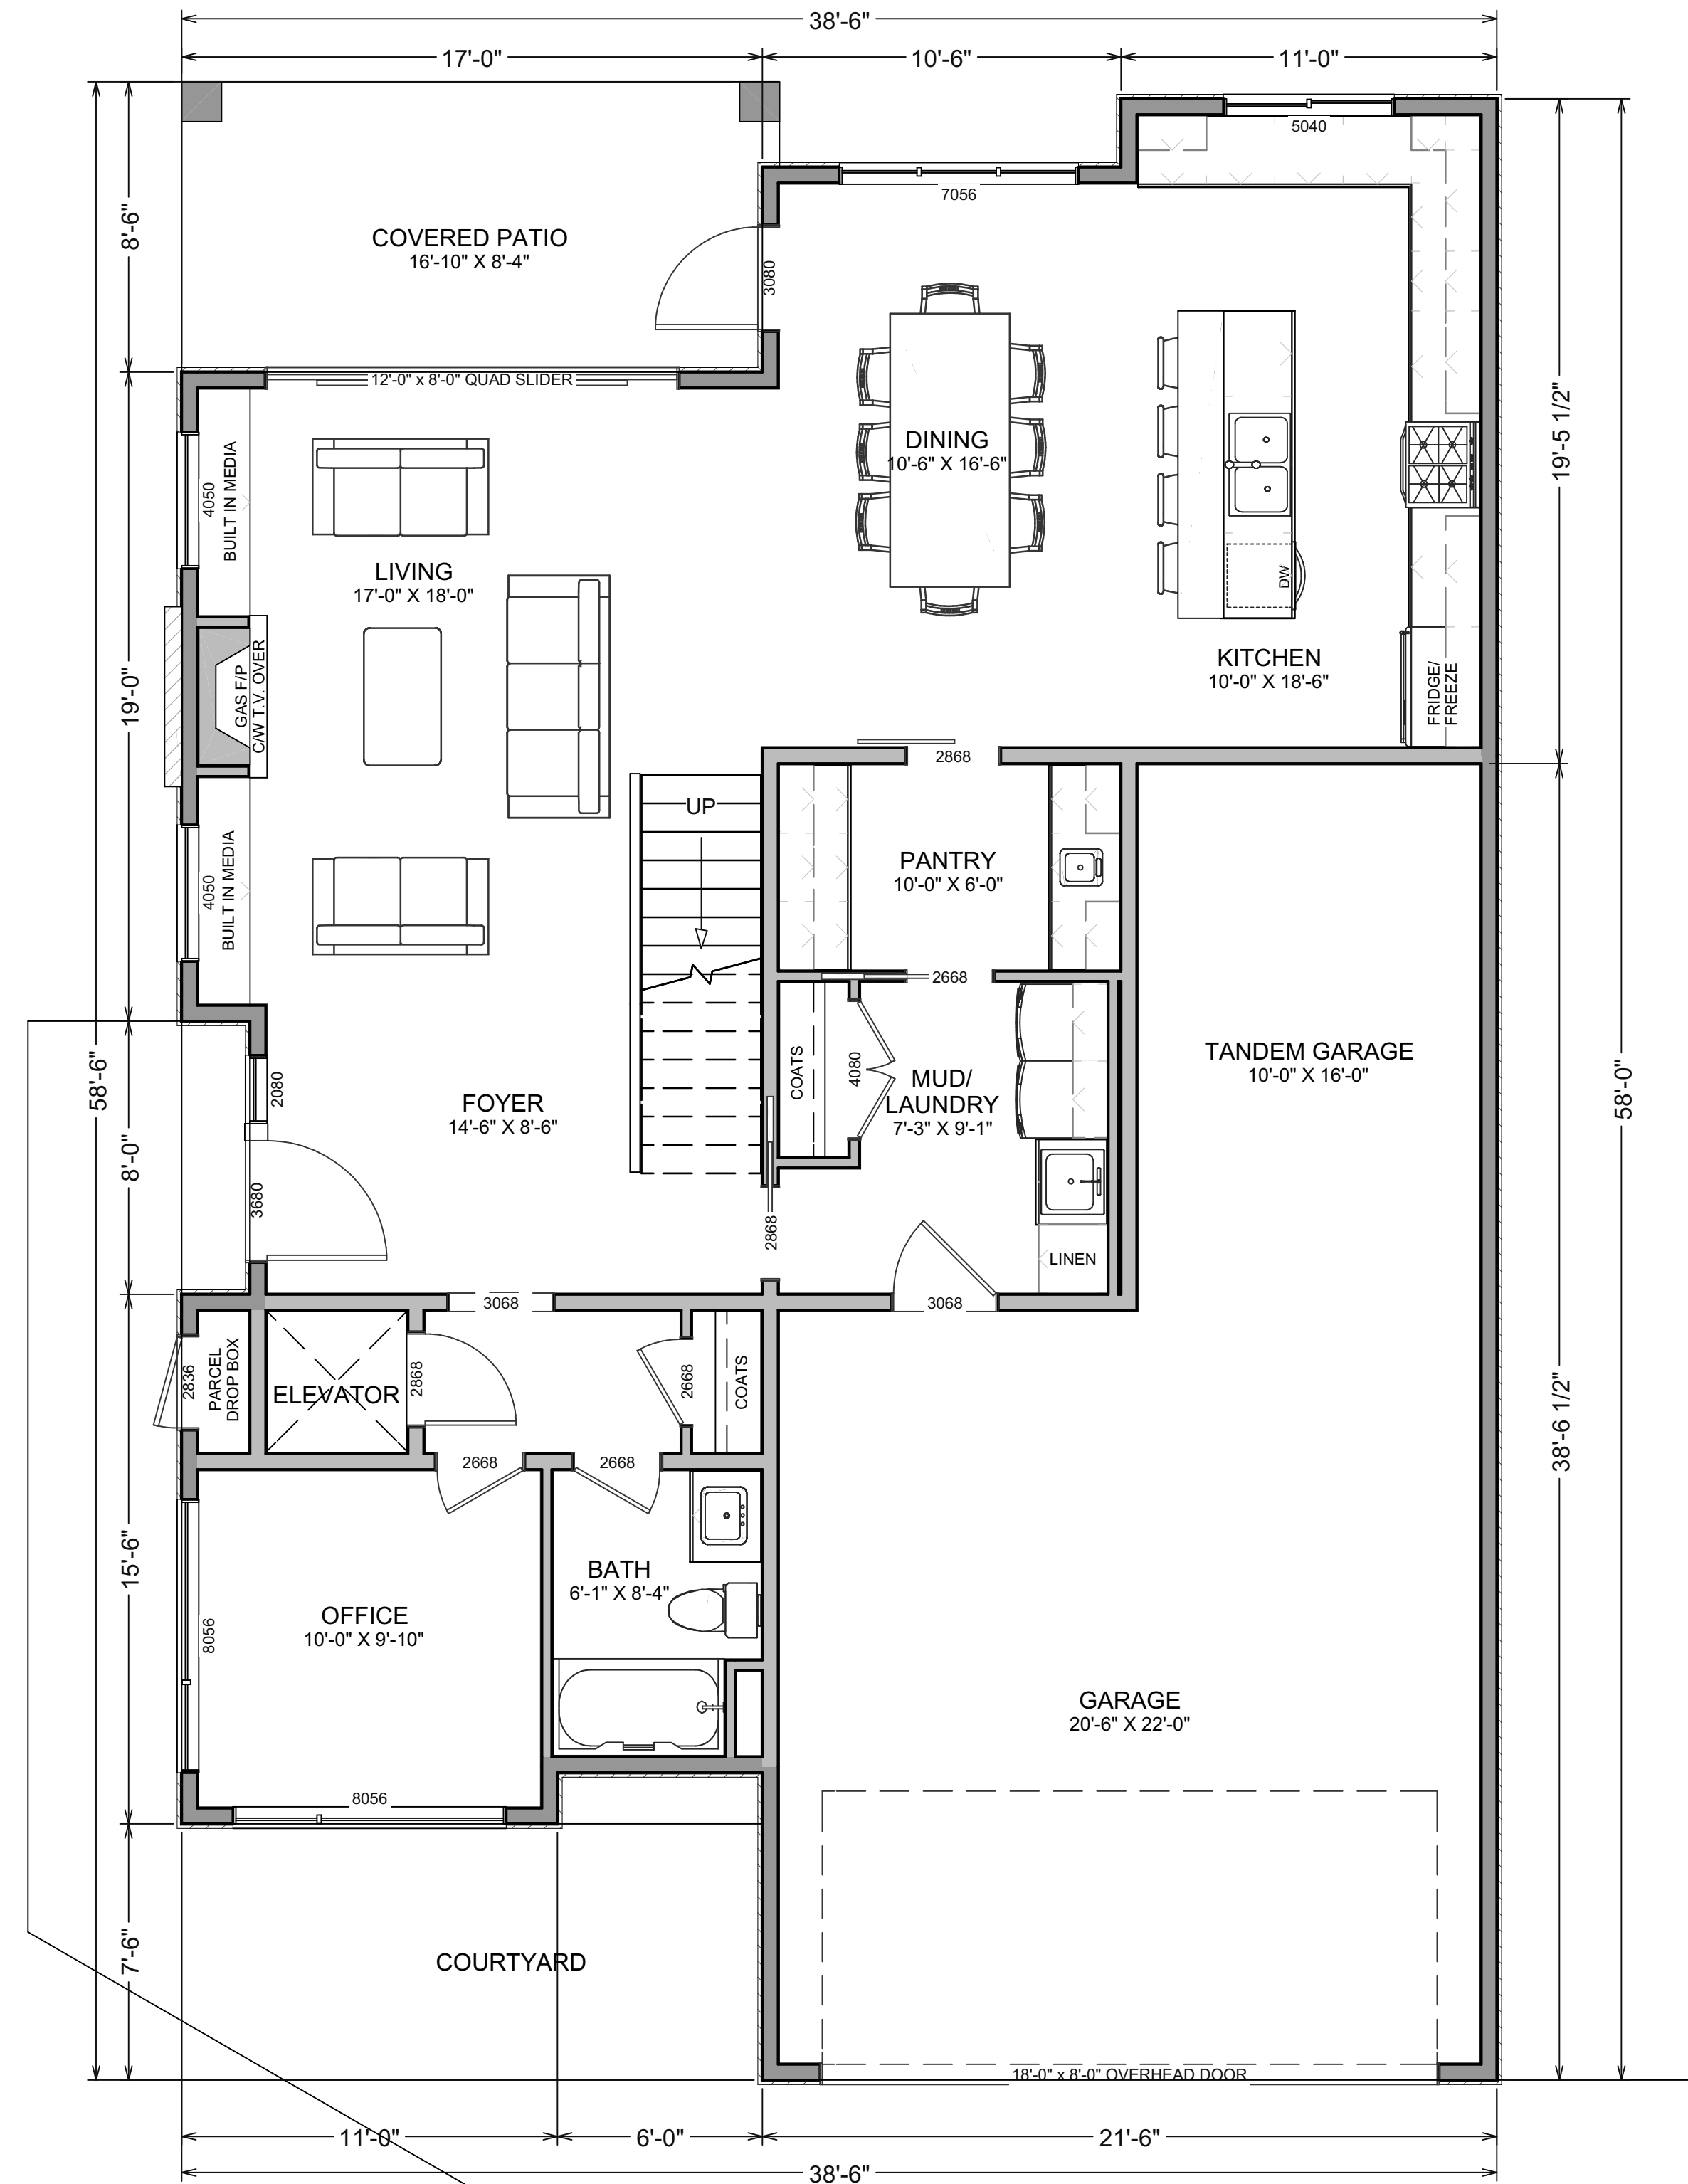 38'-6"
17'-0"
10'-6"
11'-0"
5040
7056
8'-6"
COVERED PATIO
16'-10" X 8'-4"
3080
12'-0" x 8'-0" QUAD SLIDER
19'-5 1/2"
4050
BUILT IN MEDIA
DINING
10'-6" X 16'-6"
LIVING
17'-0" X 18'-0"
DW
KITCHEN
10'-0" X 18'-6"
FRIDGE/
FREEZE
19'-0"
GAS F/P
C/W T.V. OVER
2868
UP
4050
BUILT IN MEDIA
PANTRY
10'-0" X 6'-0"
2668
58'-6"
58'-0"
TANDEM GARAGE
10'-0" X 16'-0"
COATS
4080
MUD/
LAUNDRY
7'-3" X 9'-1"
2080
FOYER
14'-6" X 8'-6"
8'-0"
3680
2868
LINEN
3068
3068
2836
PARCEL
DROP BOX
ELEVATOR
2868
2668
COATS
38'-6 1/2"
2668
2668
15'-6"
BATH
6'-1" X 8'-4"
OFFICE
10'-0" X 9'-10"
8056
GARAGE
20'-6" X 22'-0"
8056
7'-6"
COURTYARD
18'-0" x 8'-0" OVERHEAD DOOR
11'-0"
6'-0"
21'-6"
38'-6"